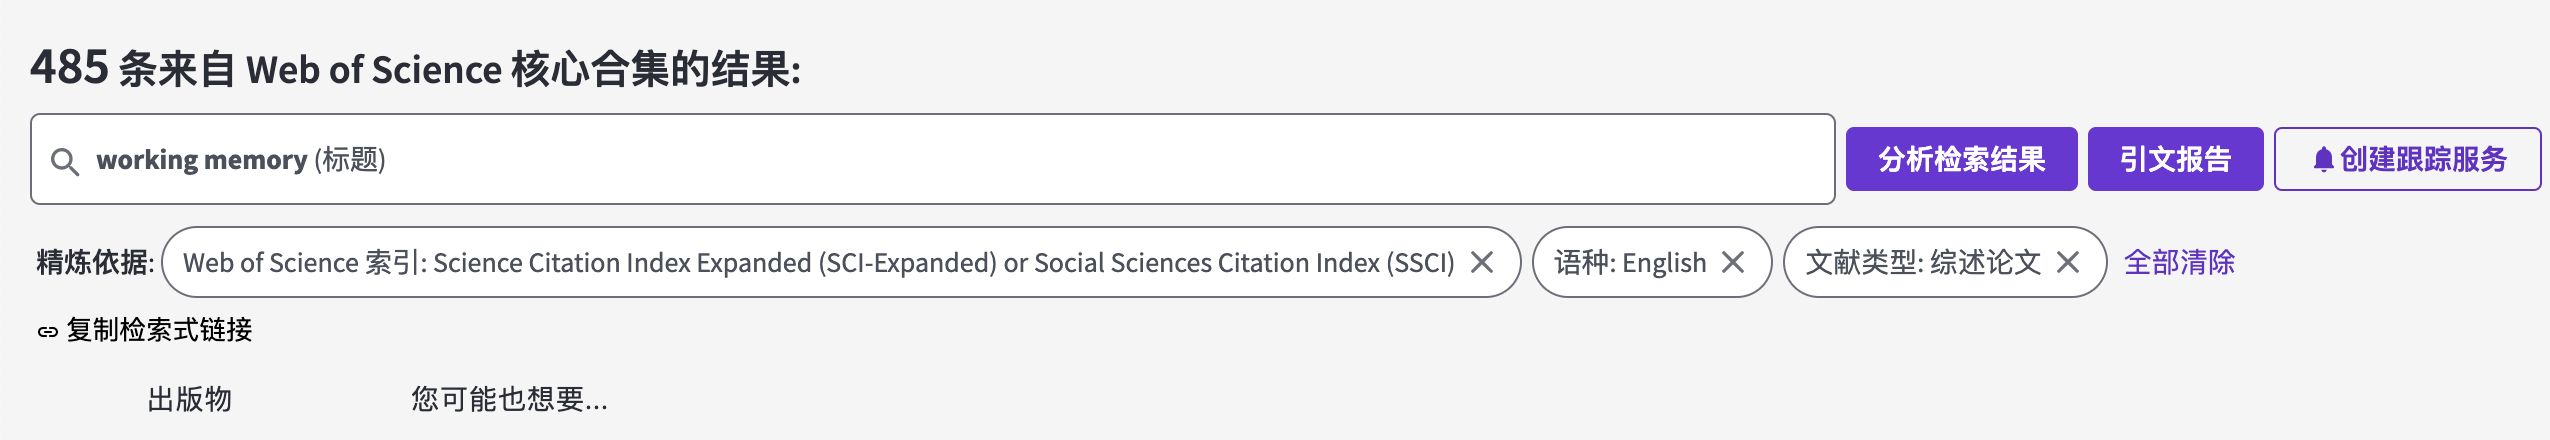 485 条来自 Web of Science 核心合集的结果:
working memory (标题)
分析检索结果
引文报告
创建跟踪服务
精炼依据: Web of Science 索引: Science Citation Index Expanded (SCI-Expanded) or Social Sciences Citation Index (SSCI) 语种: English 文献类型: 综述论文 全部清除
复制检索式链接
出版物 您可能也想要...